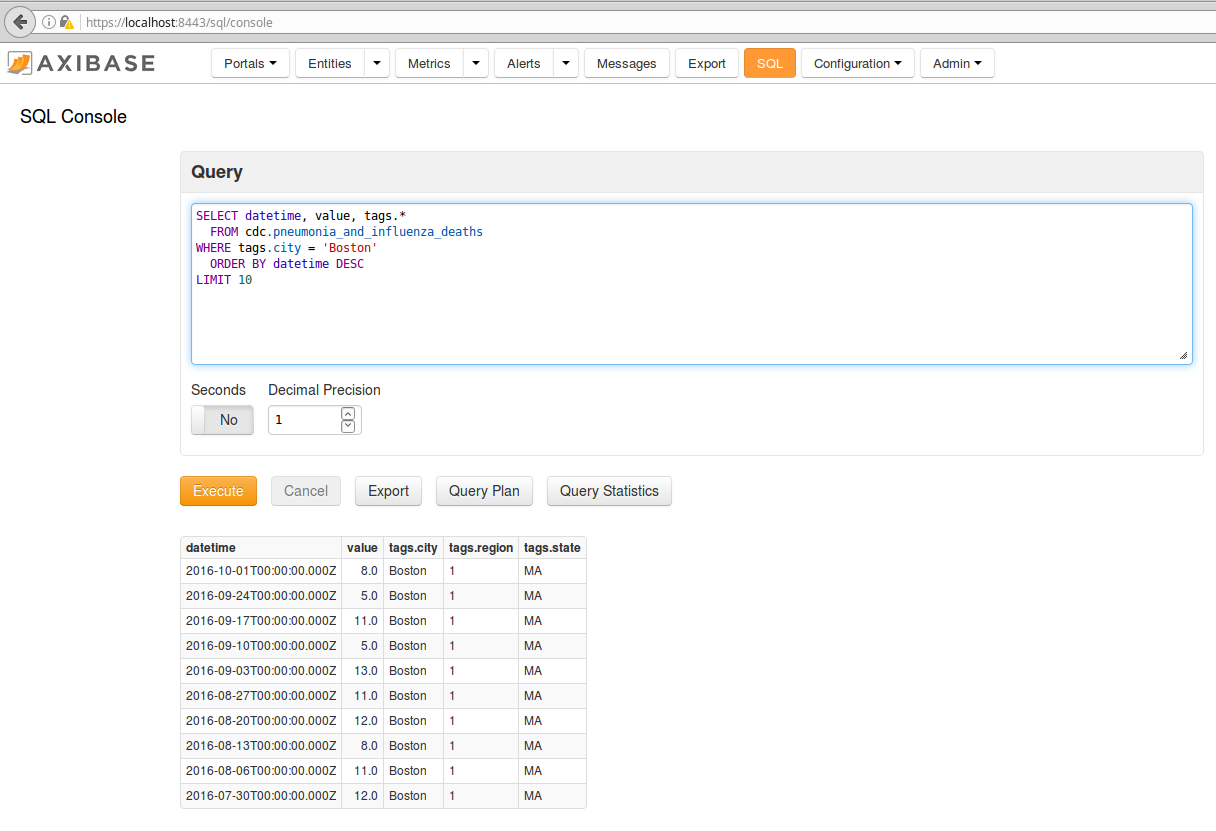 https://localhost:8443/sql/console
AXIBASE Portals Entities Metrics Alerts Messages Export SQL Configuration Admin
SQL Console
Query
SELECT datetime, value, tags.*
FROM cdc.pneumonia_and_influenza_deaths
WHERE tags.city = 'Boston'
ORDER BY datetime DESC
LIMIT 10
Seconds Decimal Precision
No 1
Execute Cancel Export Query Plan Query Statistics
datetime value tags.city tags.region tags.state
2016-10-01T00:00:00.000Z 8.0 Boston 1 MA
2016-09-24T00:00:00.000Z 5.0 Boston 1 MA
2016-09-17T00:00:00.000Z 11.0 Boston 1 MA
2016-09-10T00:00:00.000Z 5.0 Boston 1 MA
2016-09-03T00:00:00.000Z 13.0 Boston 1 MA
2016-08-27T00:00:00.000Z 11.0 Boston 1 MA
2016-08-20T00:00:00.000Z 12.0 Boston 1 MA
2016-08-13T00:00:00.000Z 8.0 Boston 1 MA
2016-08-06T00:00:00.000Z 11.0 Boston 1 MA
2016-07-30T00:00:00.000Z 12.0 Boston 1 MA